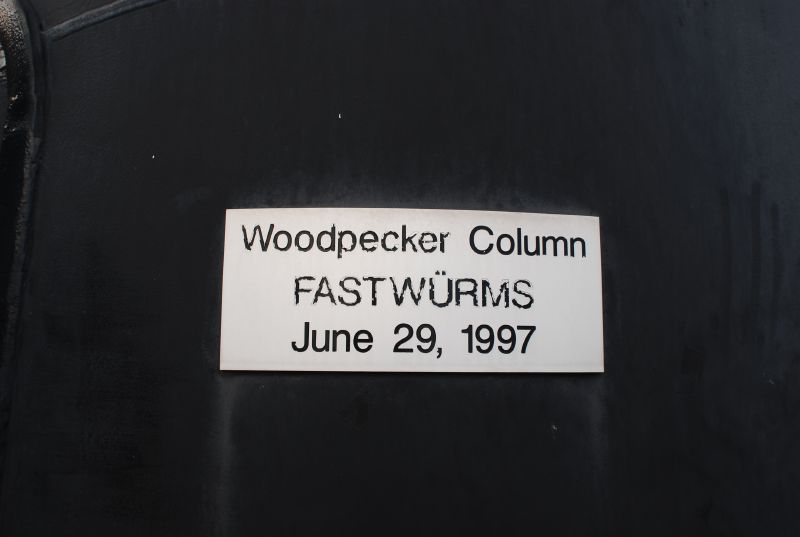 Woodpecker Column
FASTWÜRMS
June 29, 1997